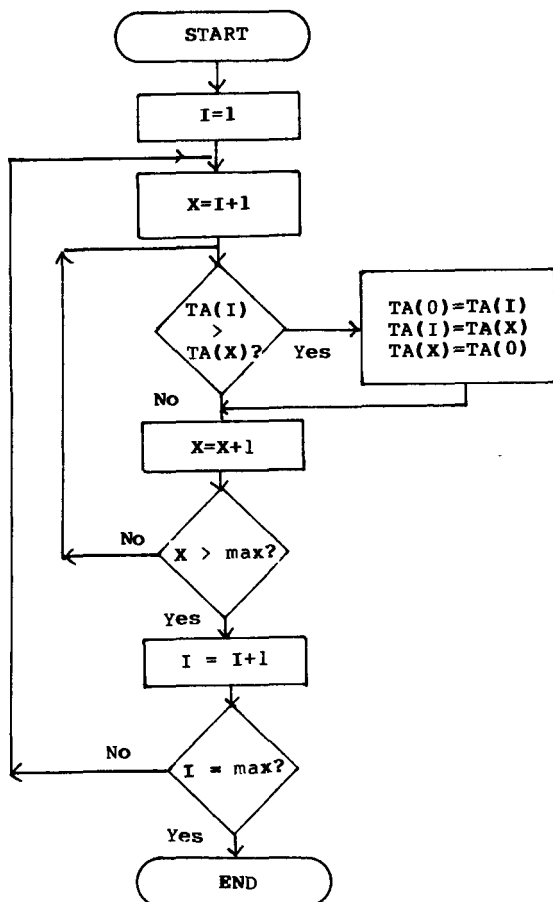 START
I=1
X=I+1
TA(I)
>
TA(X)?
Yes
TA(0)=TA(I)
TA(I)=TA(X)
TA(X)=TA(0)
No
X=X+1
No
X > max?
Yes
I = I+1
No
I = max?
Yes
END